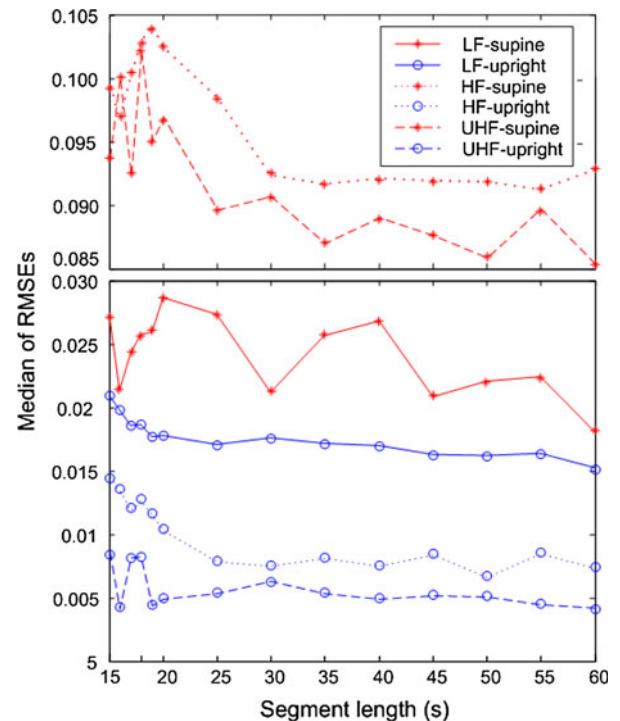 0.105
0.100
0.095
0.090
0.085
LF-supine
LF-upright
HF-supine
HF-upright
UHF-supine
UHF-upright
Median of RMSEs
0.030
0.025
0.02
0.015
0.01
0.005
5
15 20 25 30 35 40 45 50 55 60
Segment length (s)